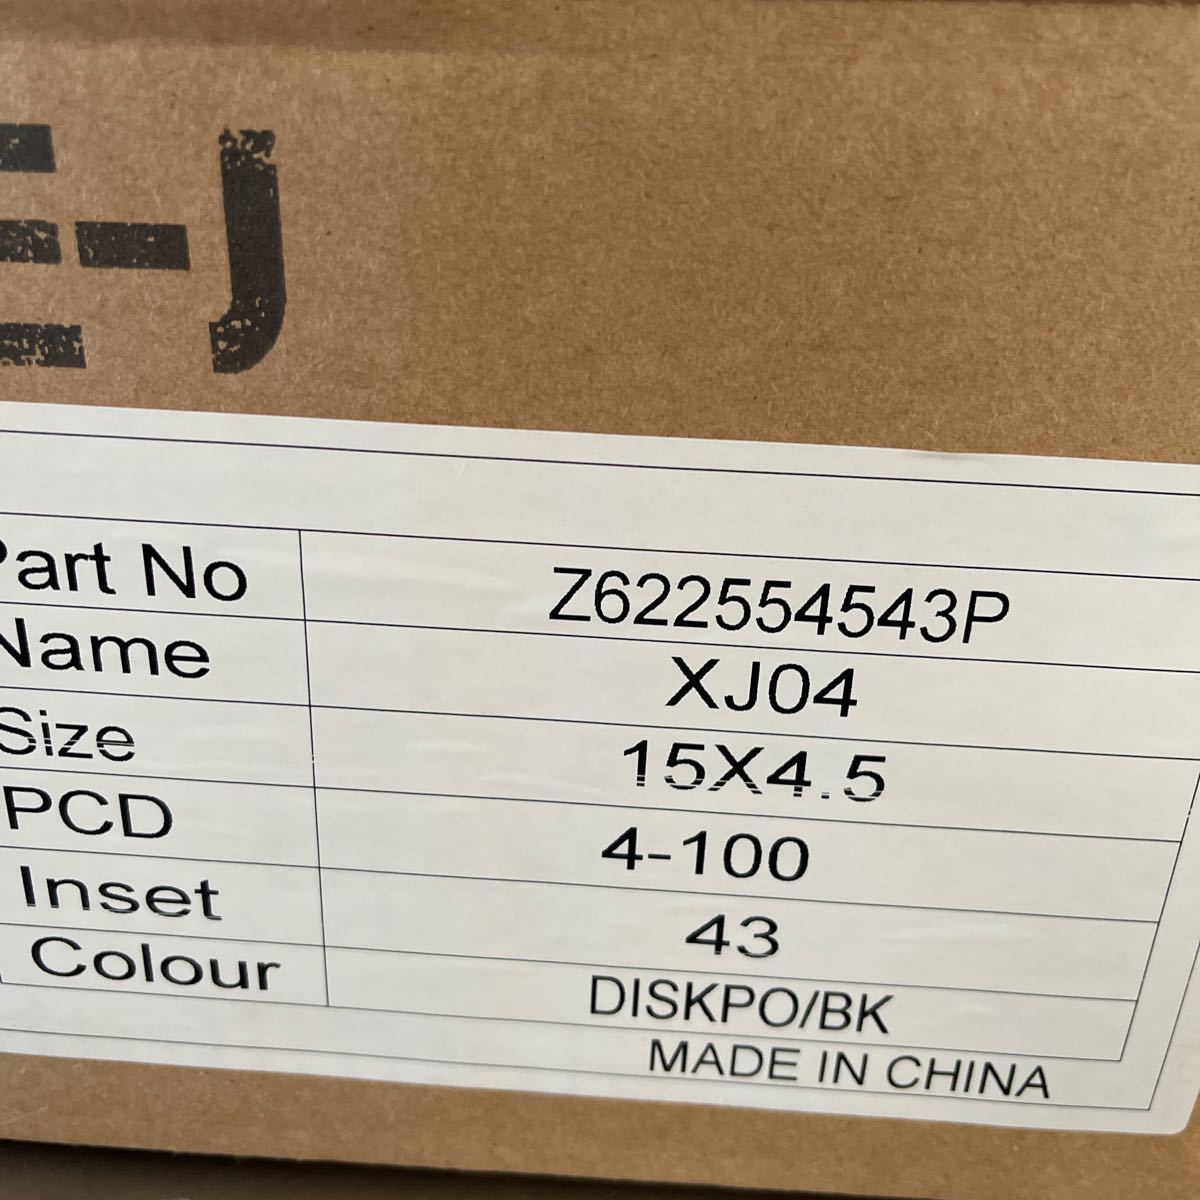 E-J
Part No Z622554543P
Name XJ04
Size 15X4.5
PCD 4-100
Inset 43
Colour DISKPO/BK
MADE IN CHINA